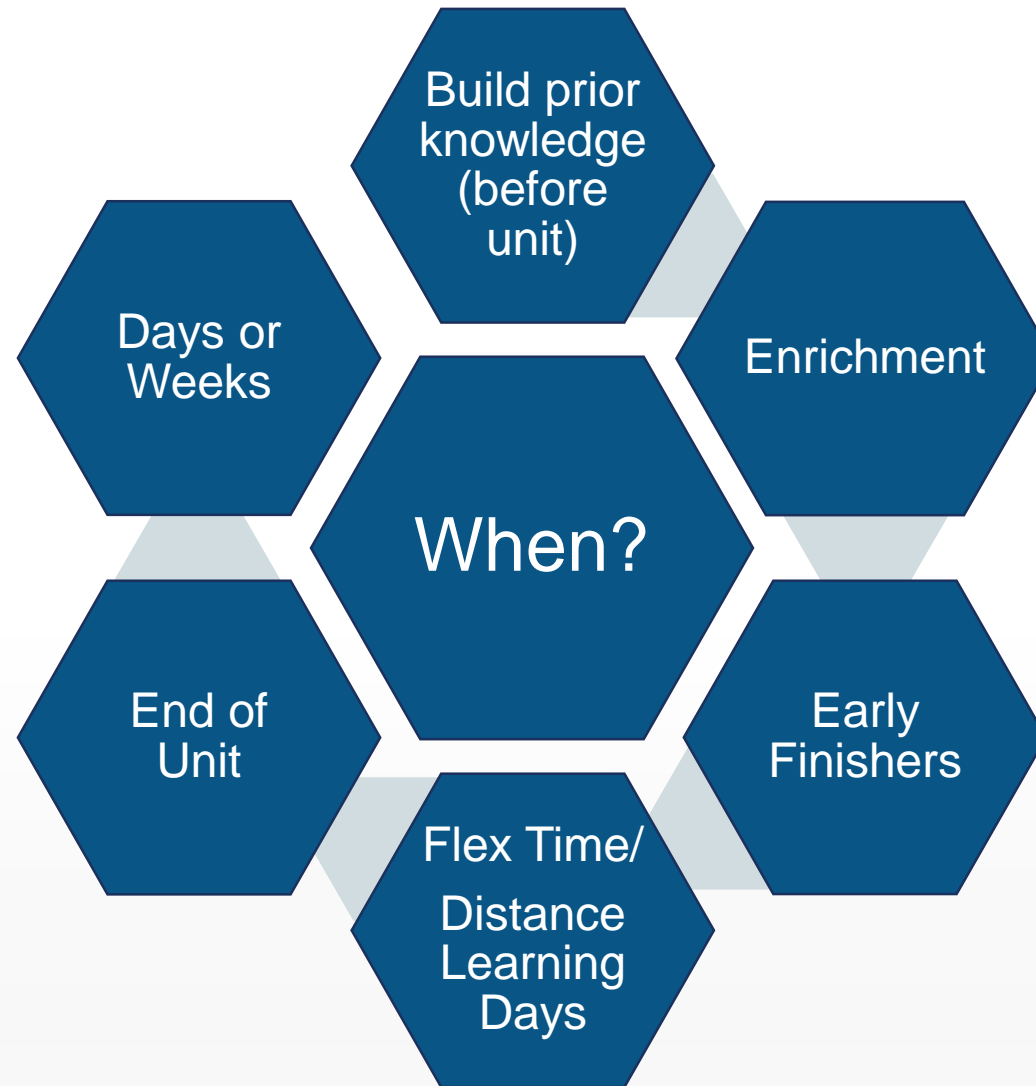 Build prior
knowledge
(before
unit)
Days or
Weeks
Enrichment
When?
End of
Unit
Early
Finishers
Flex Time/
Distance
Learning
Days